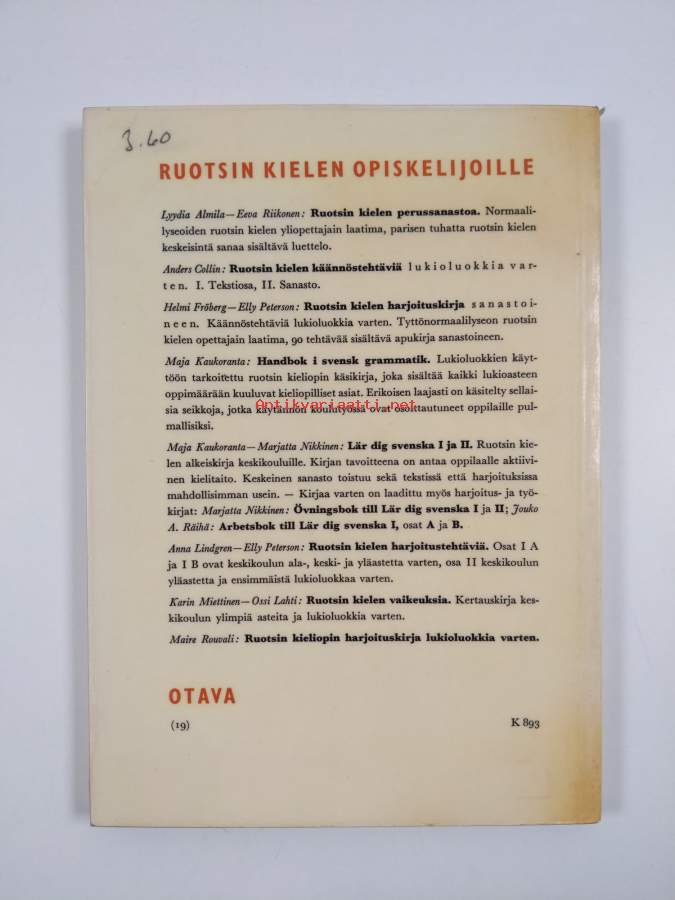 3.60
RUOTSIN KIELEN OPISKELIJOILLE
Lyydia Almila—Eeva Riikonen: Ruotsin kielen perussanastoa. Normaali-
lyseoiden ruotsin kielen yliopettajain laatima, parisen tuhatta ruotsin kielen
keskeisintä sanaa sisältävä luettelo.
Anders Collin: Ruotsin kielen käännöstehtäviä lukioluokkia var-
ten. I. Tekstiosa, II. Sanasto.
Helmi Fröberg—Elly Peterson: Ruotsin kielen harjoituskirja sanastoi-
neen. Käännöstehtäviä lukioluokkia varten. Tyttönormaalilyseon ruotsin
kielen opettajain laatima, 90 tehtävää sisältävä apukirja sanastoineen.
Maja Kaukoranta: Handbok i svensk grammatik. Lukioluokkien käyt-
töön tarkoitettu ruotsin kieliopin käsikirja, joka sisältää kaikki lukioasteen
oppimäärään kuuluvat kieliopilliset asiat. Erikoisen laajasti on käsitelty sellai-
sia seikkoja, jotka käytännön koulutyössä ovat osoittautuneet oppilaille pul-
mallisiksi.
Antikvariaatti.net
Maja Kaukoranta—Marjatta Nikkinen: Lär dig svenska I ja II. Ruotsin kie-
len alkeiskirja keskikouluille. Kirjan tavoitteena on antaa oppilaalle aktiivi-
nen kielitaito. Keskeinen sanasto toistuu sekä tekstissä että harjoituksissa
mahdollisimman usein. — Kirjaa varten on laadittu myös harjoitus- ja työ-
kirjat: Marjatta Nikkinen: Övningsbok till Lär dig svenska I ja II; Jouko
A. Räihä: Arbetsbok till Lär dig svenska I, osat A ja B.
Anna Lindgren—Elly Peterson: Ruotsin kielen harjoitustehtäviä. Osat I A
ja I B ovat keskikoulun ala-, keski- ja yläastetta varten, osa II keskikoulun
yläastetta ja ensimmäistä lukioluokkaa varten.
Karin Miettinen—Ossi Lahti: Ruotsin kielen vaikeuksia. Kertauskirja kes-
kikoulun ylimpiä asteita ja lukioluokkia varten.
Maire Rouvali: Ruotsin kieliopin harjoituskirja lukioluokkia varten.
OTAVA
(19)
K 893